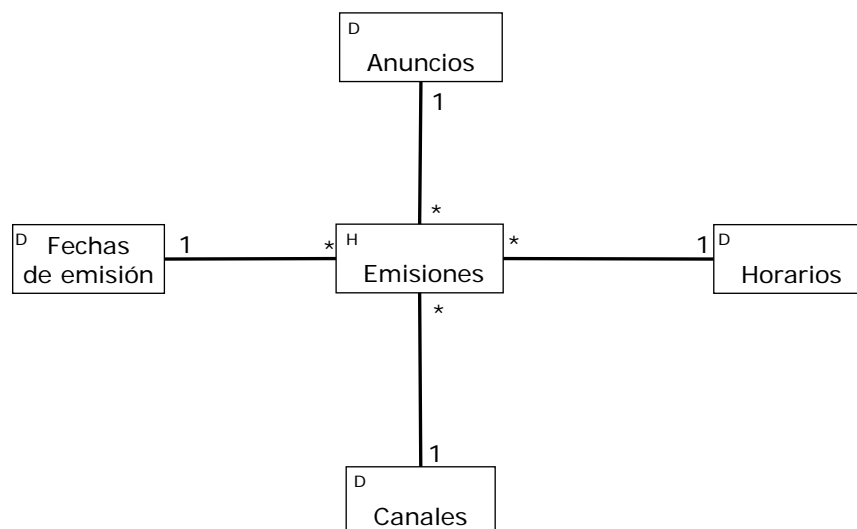 D
Anuncios
1
*
D Fechas
de emisión
1
*
H
Emisiones
*
1
D
Horarios
*
1
D
Canales